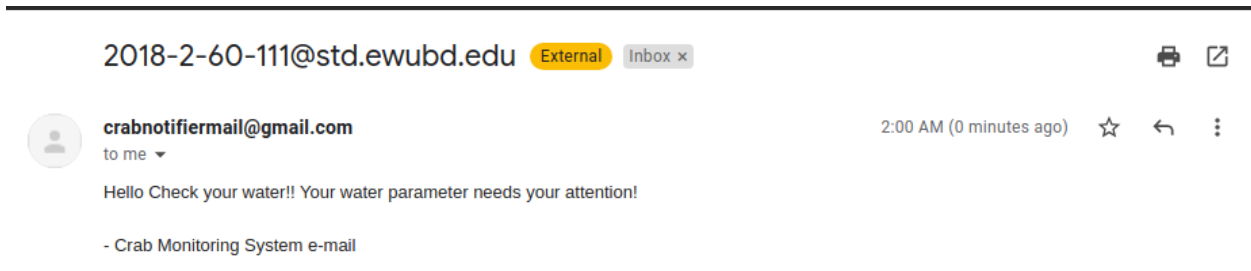 2018-2-60-111@std.ewubd.edu External Inbox ×
crabnotifiermail@gmail.com 2:00 AM (0 minutes ago)
to me
Hello Check your water!! Your water parameter needs your attention!
- Crab Monitoring System e-mail